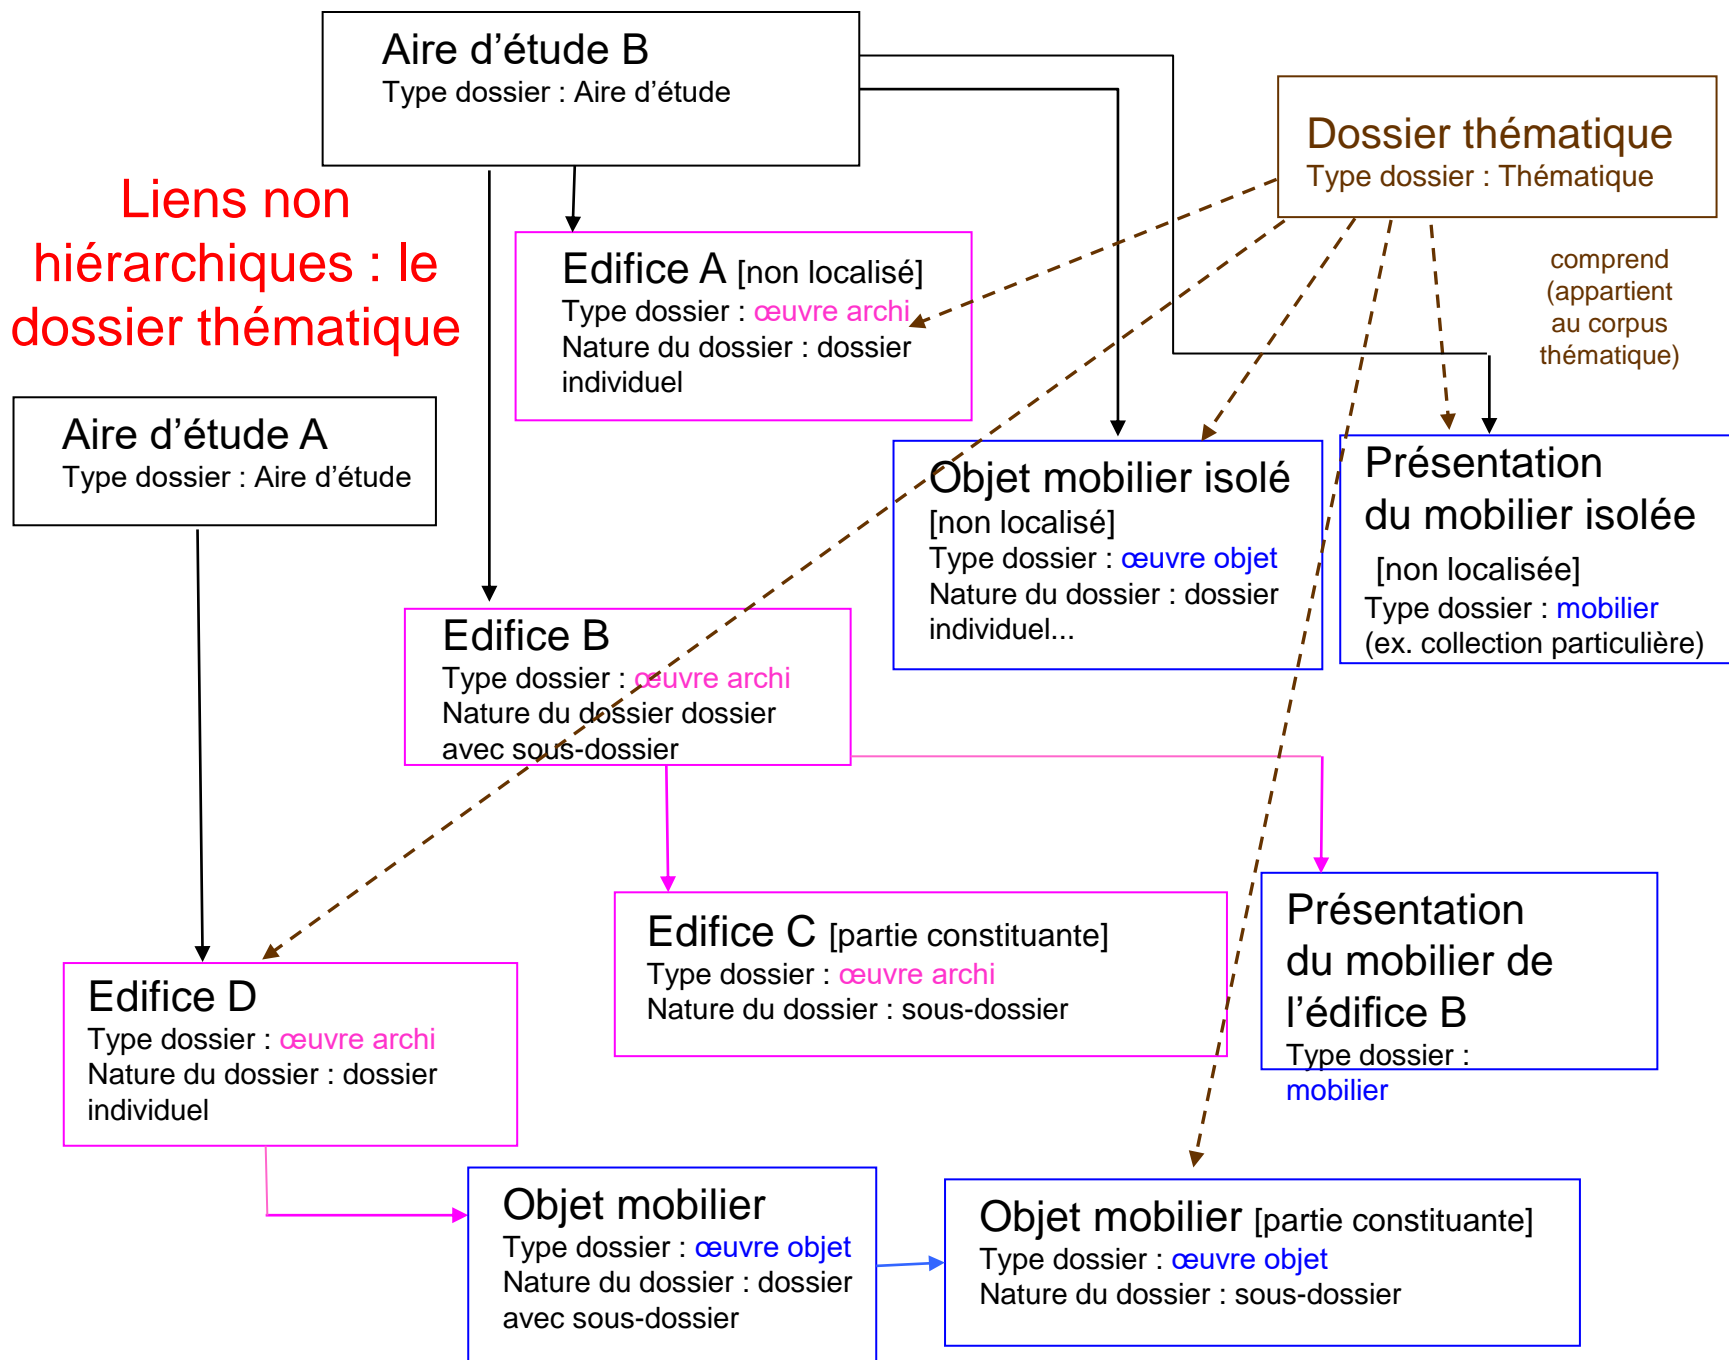 Aire d’étude B
Type dossier : Aire d’étude
Dossier thématique
Type dossier : Thématique
Liens non
hiérarchiques : le
dossier thématique
comprend
(appartient
au corpus
thématique)
Edifice A [non localisé]
Type dossier : œuvre archi
Nature du dossier : dossier
individuel
Aire d’étude A
Type dossier : Aire d’étude
Objet mobilier isolé
[non localisé]
Type dossier : œuvre objet
Nature du dossier : dossier
individuel...
Présentation
du mobilier isolée
[non localisée]
Type dossier : mobilier
(ex. collection particulière)
Edifice B
Type dossier : œuvre archi
Nature du dossier dossier
avec sous-dossier
Edifice C [partie constituante]
Type dossier : œuvre archi
Nature du dossier : sous-dossier
Présentation
du mobilier de
l’édifice B
Type dossier :
mobilier
Edifice D
Type dossier : œuvre archi
Nature du dossier : dossier
individuel
Objet mobilier
Type dossier : œuvre objet
Nature du dossier : dossier
avec sous-dossier
Objet mobilier [partie constituante]
Type dossier : œuvre objet
Nature du dossier : sous-dossier